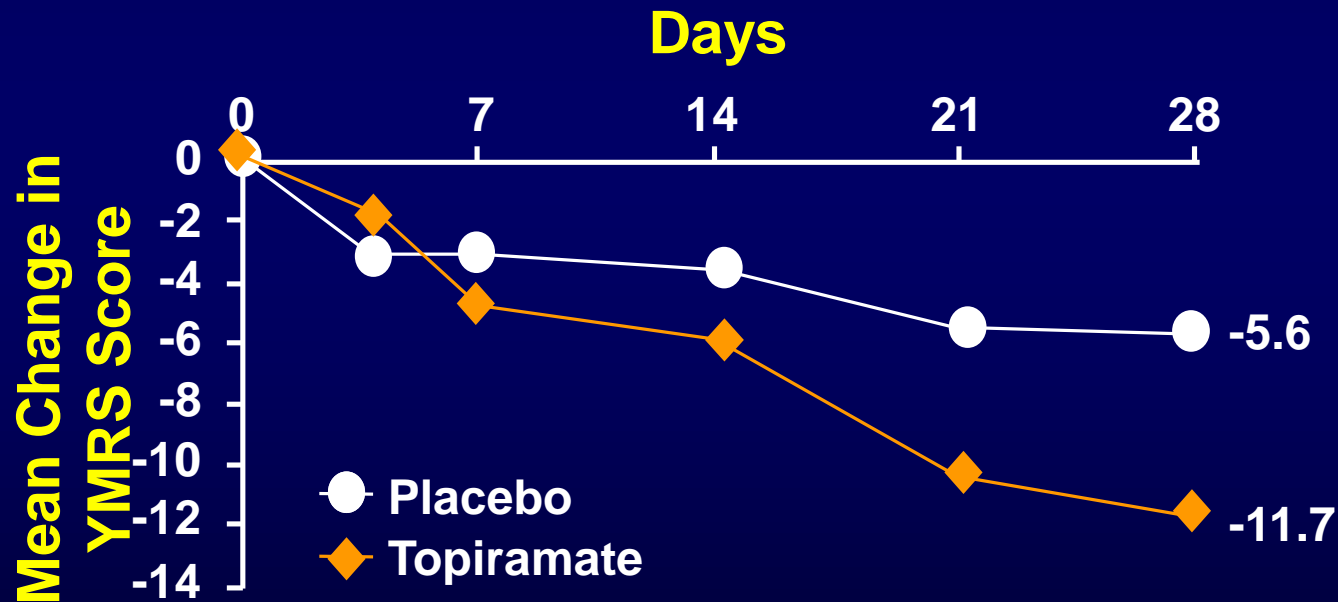 Days
0 7 14 21 28
Mean Change in
YMRS Score
0
-2
-4
-6
-8
-10
-12
-14
-5.6
-11.7
Placebo
Topiramate